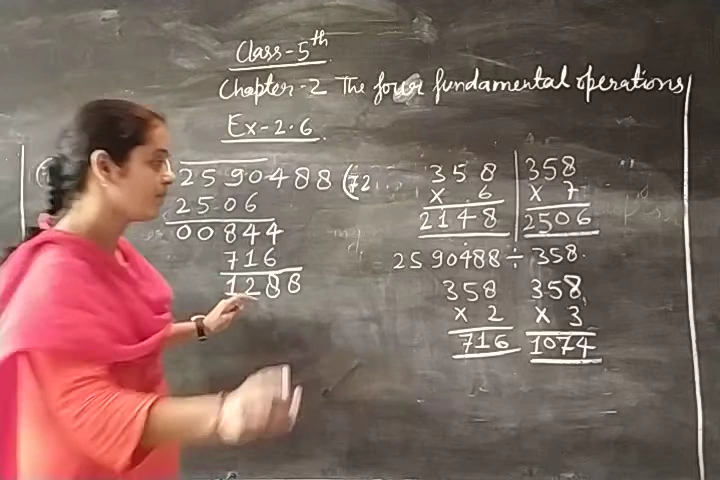 Class-5th
Chapter-2 The four fundamental operations
Ex-2.6
2590488(72
2506
00844
716
1288
358
x 6
2148
358
x 7
2506
2590488÷358
358
x 2
716
358
x 3
1074